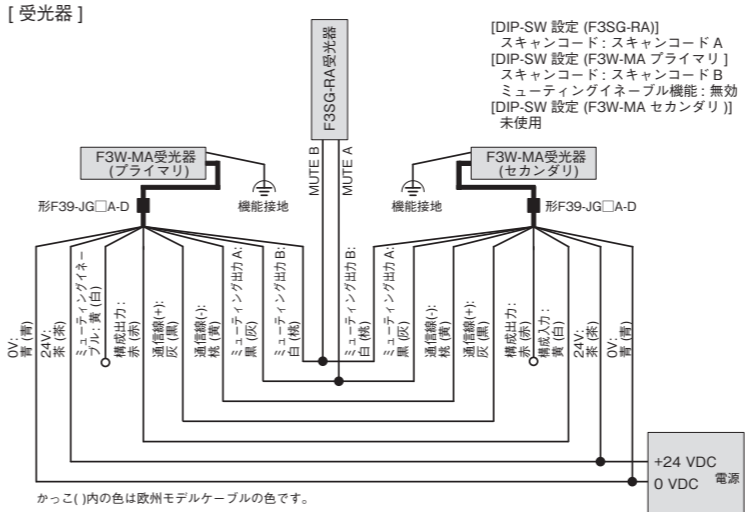 [ 受光器 ]
[DIP-SW 設定 (F3SG-RA)]
スキャンコード : スキャンコード A
[DIP-SW 設定 (F3W-MA プライマリ ]
スキャンコード : スキャンコード B
ミューティングイネーブル機能 : 無効
[DIP-SW 設定 (F3W-MA セカンダリ )]
未使用
F3SG-RA受光器
MUTE B
MUTE A
F3W-MA受光器
(プライマリ)
機能接地
形F39-JG□A-D
F3W-MA受光器
(セカンダリ)
機能接地
形F39-JG□A-D
0V:
青 (青)
24V:
茶 (茶)
ミューティングイネー
ブル : 黄 (白)
構成出力 :
赤 (赤)
通信線(+):
灰 (黒)
通信線(-):
桃 (黄)
ミューティング出力 A:
黒 (灰)
ミューティング出力 B:
白 (桃)
ミューティング出力 B:
白 (桃)
ミューティング出力 A:
黒 (灰)
通信線(-):
桃 (黄)
通信線(+):
灰 (黒)
構成出力 :
赤 (赤)
構成入力 :
黄 (白)
24V:
茶 (茶)
0V:
青 (青)
+24 VDC
0 VDC
電源
かっこ( )内の色は欧州モデルケーブルの色です。